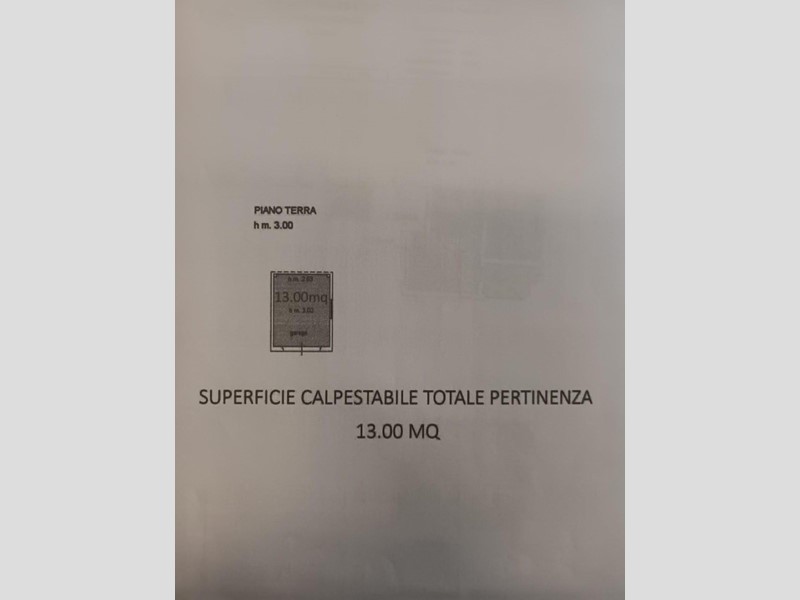 PIANO TERRA
h m. 3.00
13.00mq
SUPERFICIE CALPESTABILE TOTALE PERTINENZA
13.00 MQ